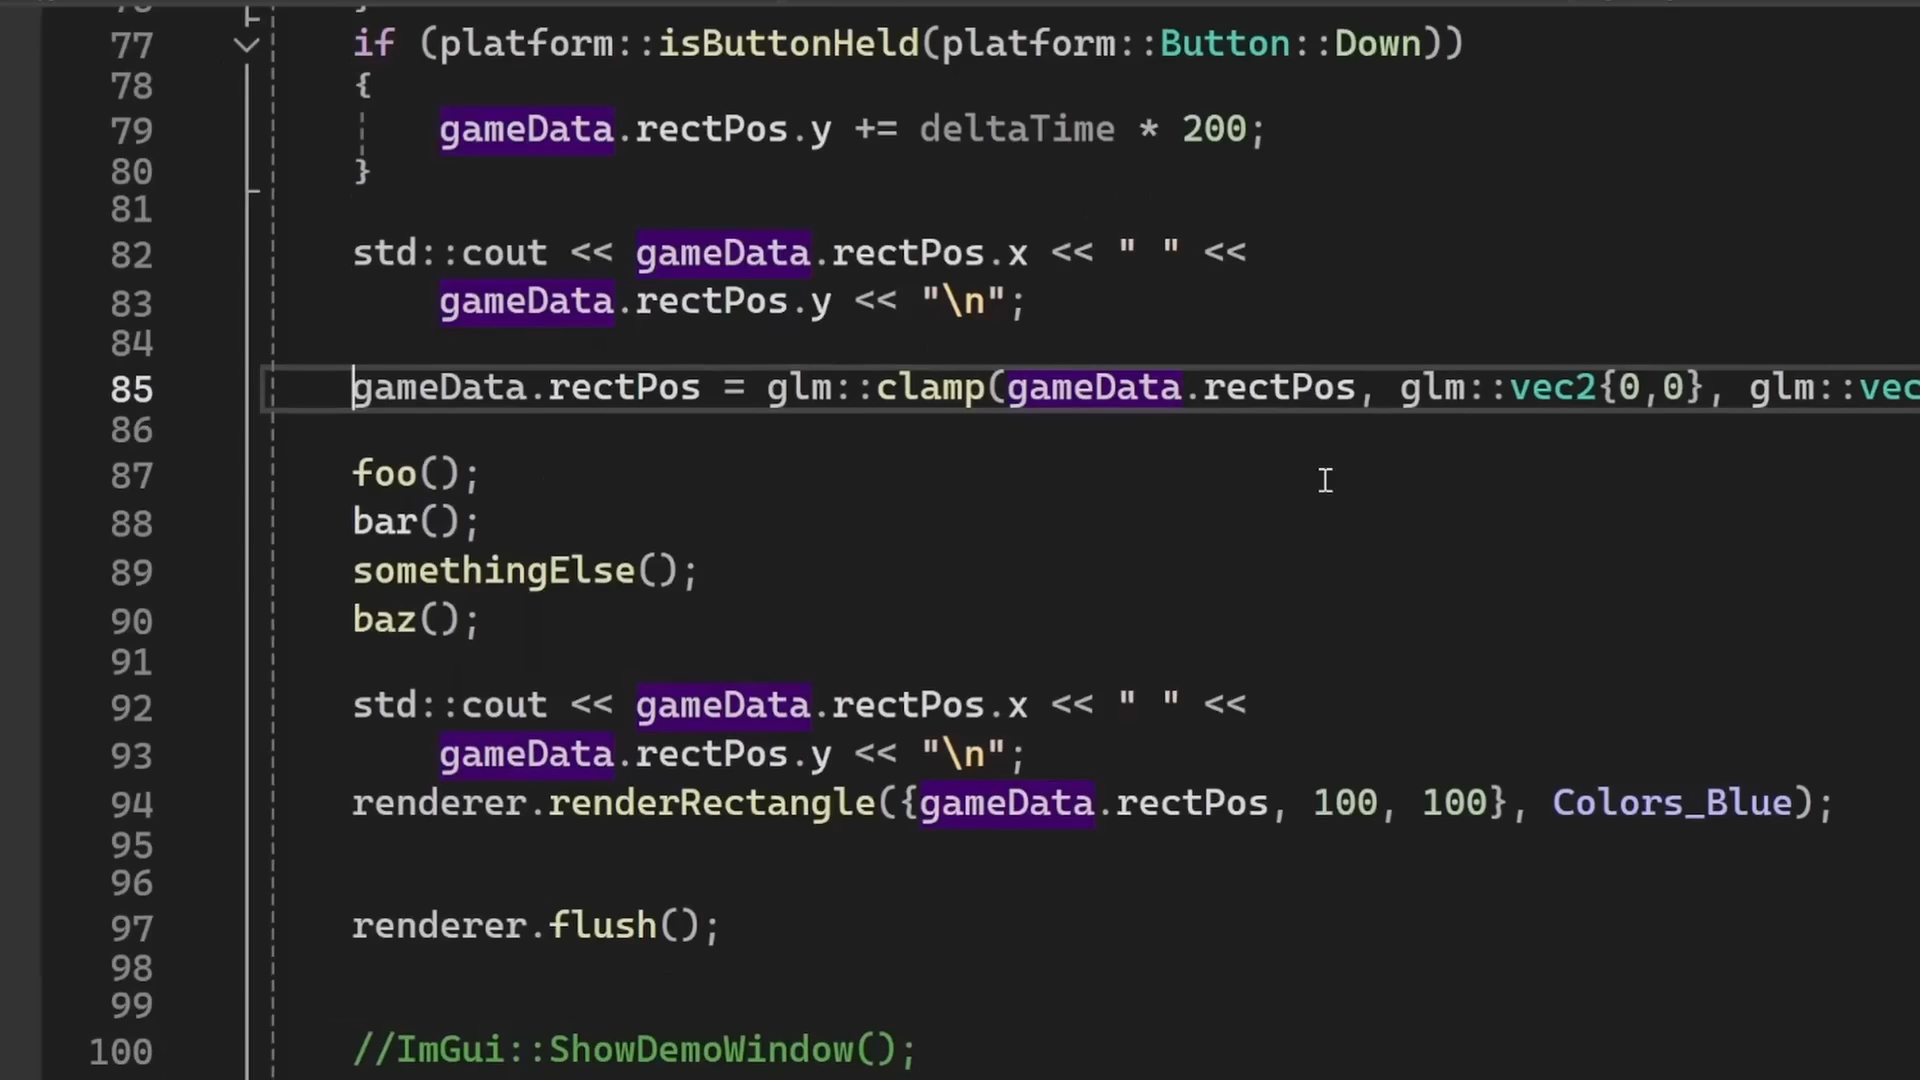 77 if (platform::isButtonHeld(platform::Button::Down))
78 {
79 gameData.rectPos.y += deltaTime * 200;
80 }
81
82 std::cout << gameData.rectPos.x << " " <<
83 gameData.rectPos.y << "\n";
84
85 gameData.rectPos = glm::clamp(gameData.rectPos, glm::vec2{0,0}, glm::vec
86
87 foo();
88 bar();
89 somethingElse();
90 baz();
91
92 std::cout << gameData.rectPos.x << " " <<
93 gameData.rectPos.y << "\n";
94 renderer.renderRectangle({gameData.rectPos, 100, 100}, Colors_Blue);
95
96
97 renderer.flush();
98
99
100 //ImGui::ShowDemoWindow();